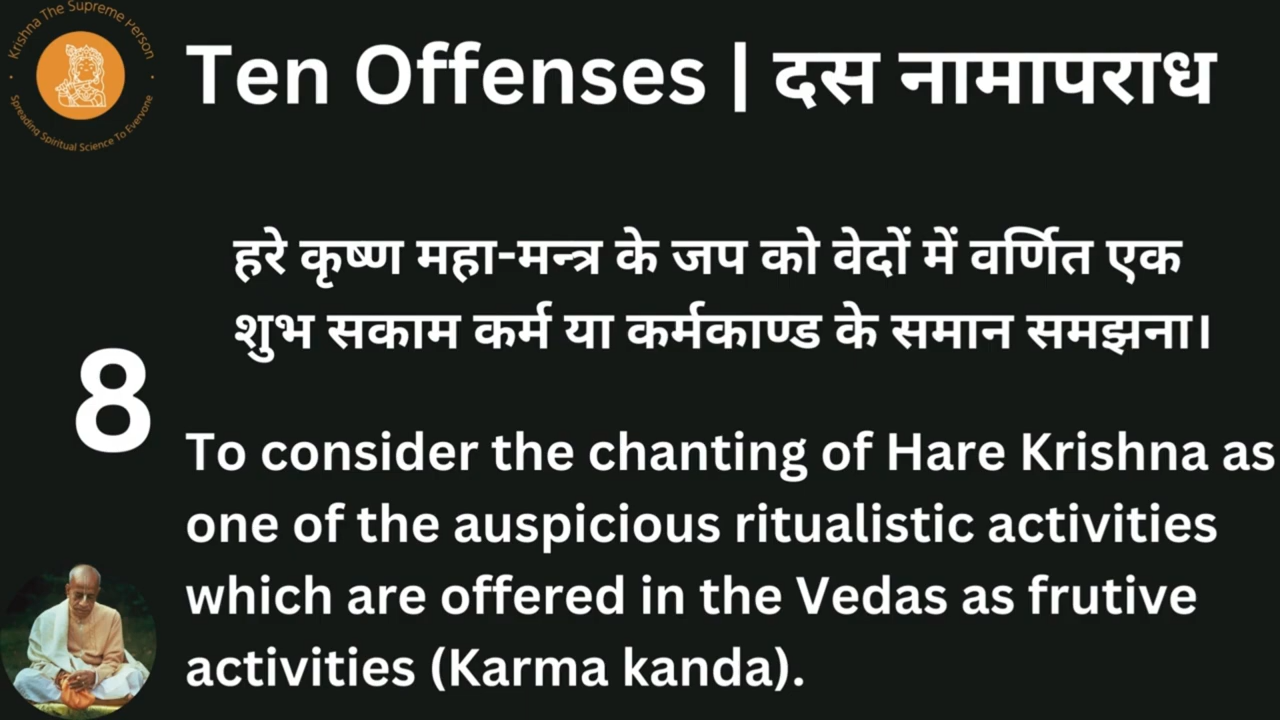 Krishna The Supreme Person
Spreading Spiritual Science To Everyone
Ten Offenses | दस नामापराध
हरे कृष्ण महा-मन्त्र के जप को वेदों में वर्णित एक
शुभ सकाम कर्म या कर्मकाण्ड के समान समझना।
8
To consider the chanting of Hare Krishna as
one of the auspicious ritualistic activities
which are offered in the Vedas as frutive
activities (Karma kanda).